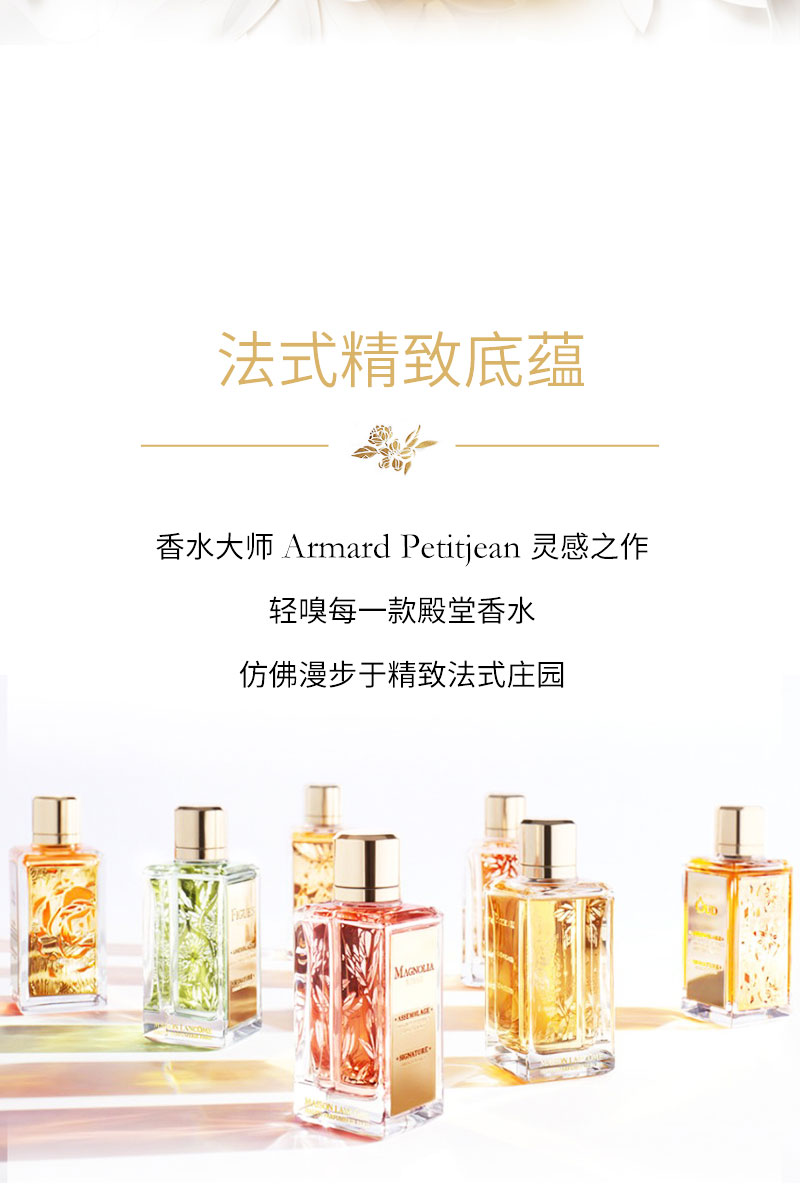 法式精致底蕴
香水大师 Armard Petitjean 灵感之作
轻嗅每一款殿堂香水
仿佛漫步于精致法式庄园
MAGNOLIA
ASSEMBLAGE
SIGNATURE